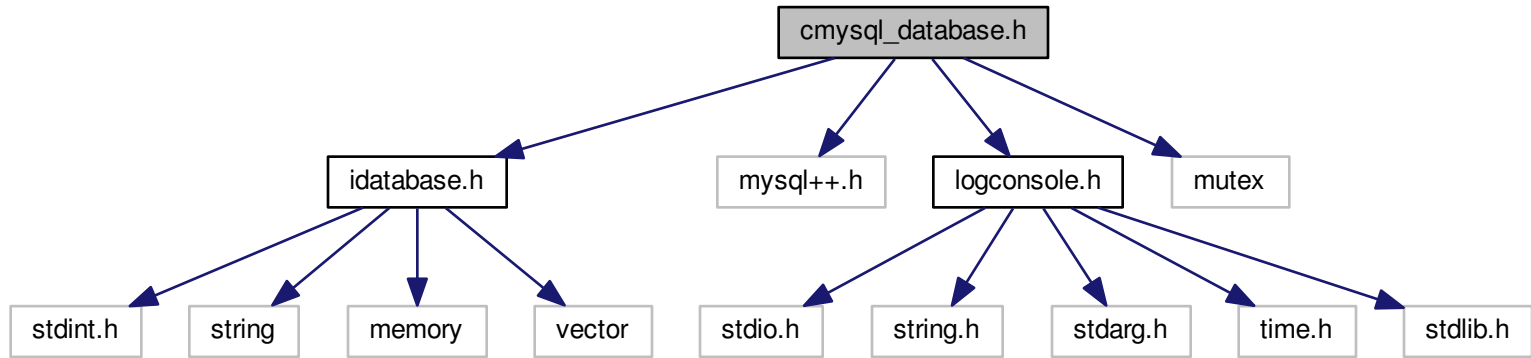 cmysql_database.h
idatabase.h
mysql++.h
logconsole.h
mutex
stdint.h
string
memory
vector
stdio.h
string.h
stdarg.h
time.h
stdlib.h